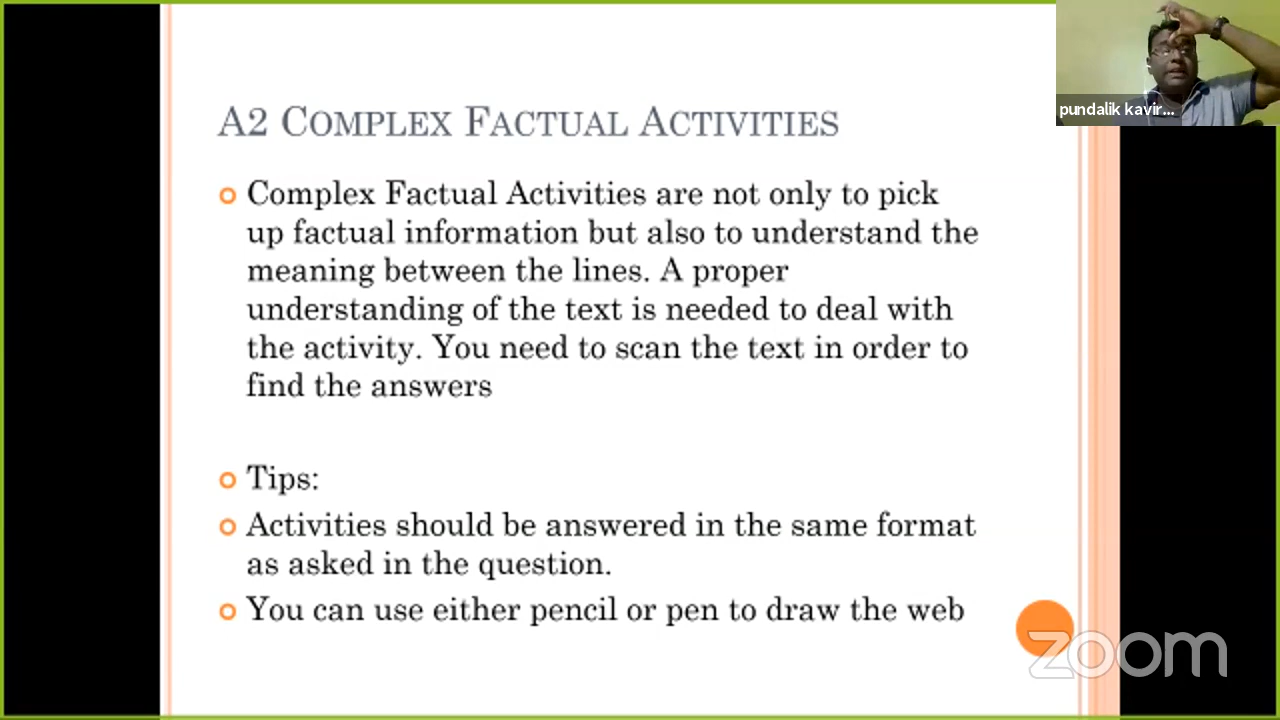 A2 COMPLEX FACTUAL ACTIVITIES
Complex Factual Activities are not only to pick
up factual information but also to understand the
meaning between the lines. A proper
understanding of the text is needed to deal with
the activity. You need to scan the text in order to
find the answers
Tips:
Activities should be answered in the same format
as asked in the question.
You can use either pencil or pen to draw the web
pundalik kavir...
zoom